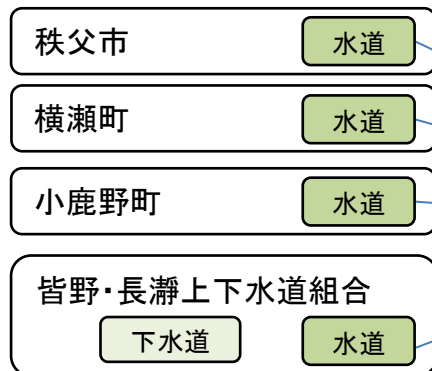 秩父市 水道
横瀬町 水道
小鹿野町 水道
皆野・長瀞上下水道組合
下水道 水道